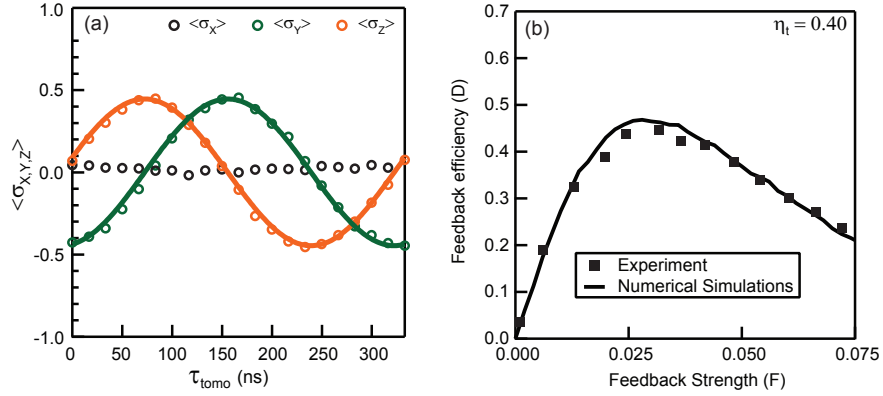 (a)
<σX> <σY> <σZ>
1.0
0.5
0.0
-0.5
-1.0
<σX,Y,Z>
0 50 100 150 200 250 300
τtomo (ns)
(b)
ηt = 0.40
0.7
0.6
0.5
0.4
0.3
0.2
0.1
0.0
Feedback efficiency (D)
Experiment
Numerical Simulations
0.000 0.025 0.050 0.075
Feedback Strength (F)